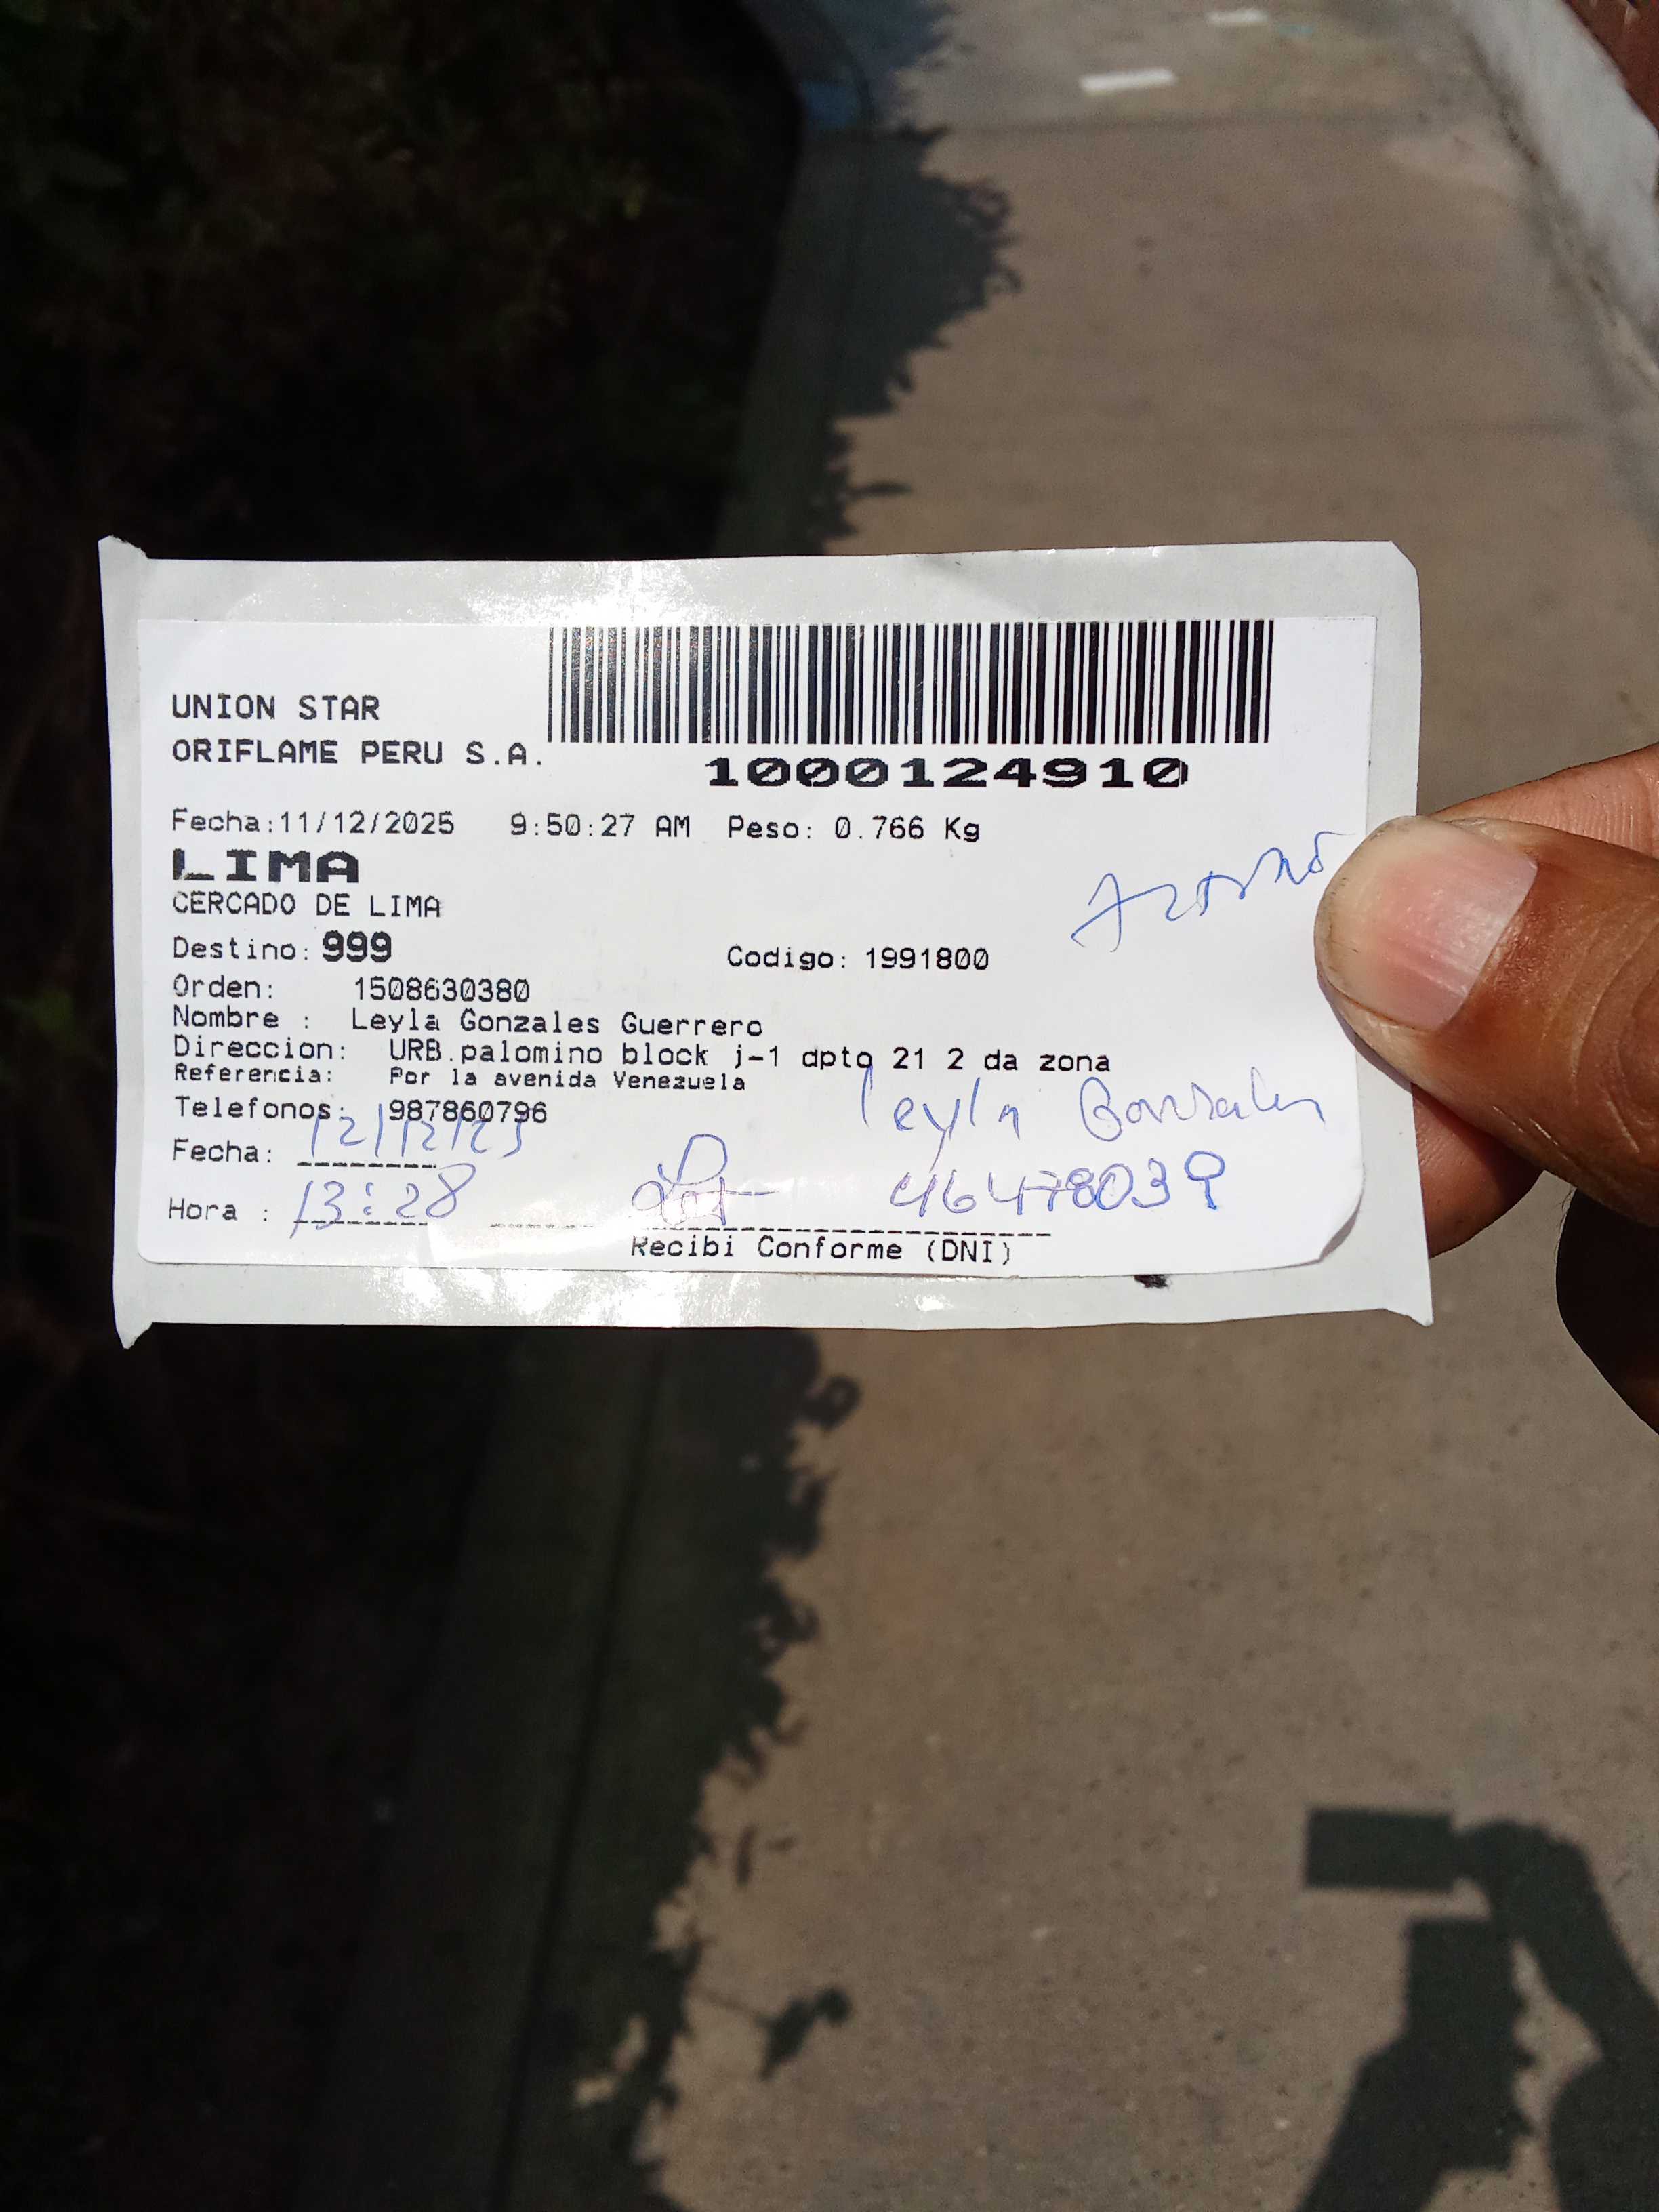 UNION STAR
ORIFLAME PERU S.A.
1000124910
Fecha:11/12/2025 9:50:27 AM Peso: 0.766 Kg
LIMA
CERCADO DE LIMA
Destino: 999 Codigo: 1991800
Orden: 1508630380
Nombre : Leyla Gonzales Guerrero
Direccion: URB.palomino block j-1 dpto 21 2 da zona
Referencia: Por la avenida Venezuela
Telefonos: 987860796
leyla Gonzales
Fecha: 12/12/25
Hora : 13:28 46478039
Recibi Conforme (DNI)